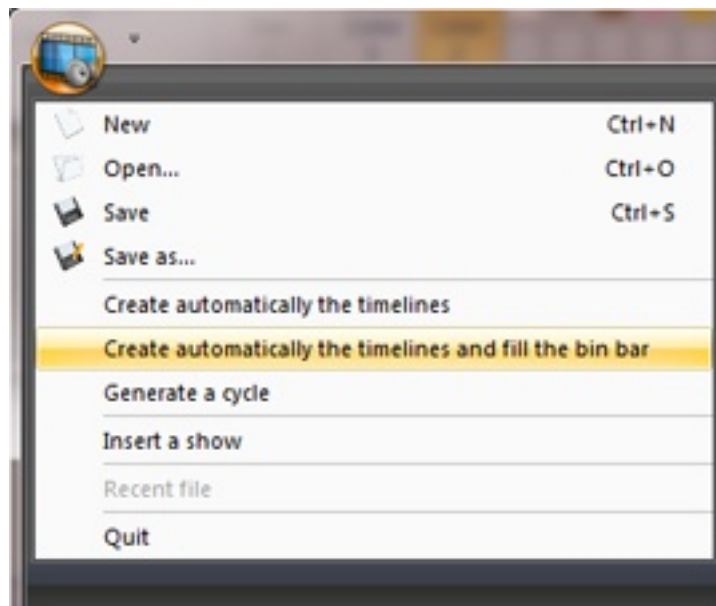 New Ctrl+N
Open... Ctrl+O
Save Ctrl+S
Save as...
Create automatically the timelines
Create automatically the timelines and fill the bin bar
Generate a cycle
Insert a show
Recent file
Quit